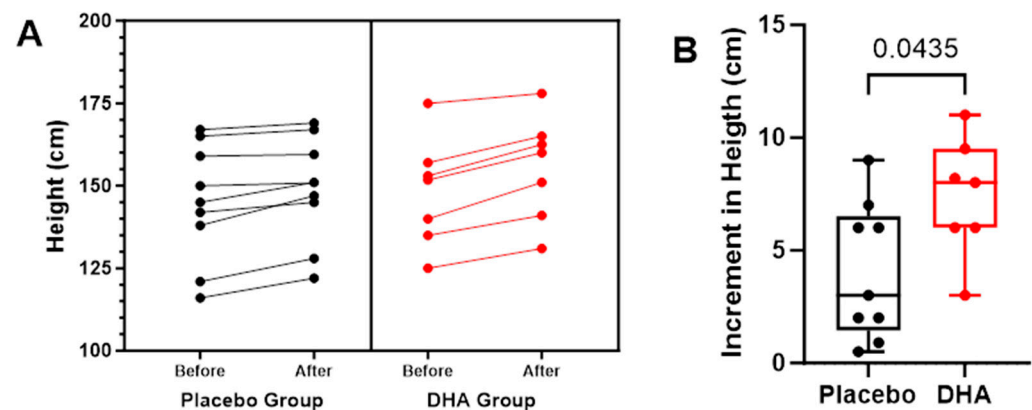 A
Height (cm)
200
175
150
125
100
Before After Before After
Placebo Group DHA Group
B
Increment in Heigth (cm)
15
10
5
0
0.0435
Placebo DHA